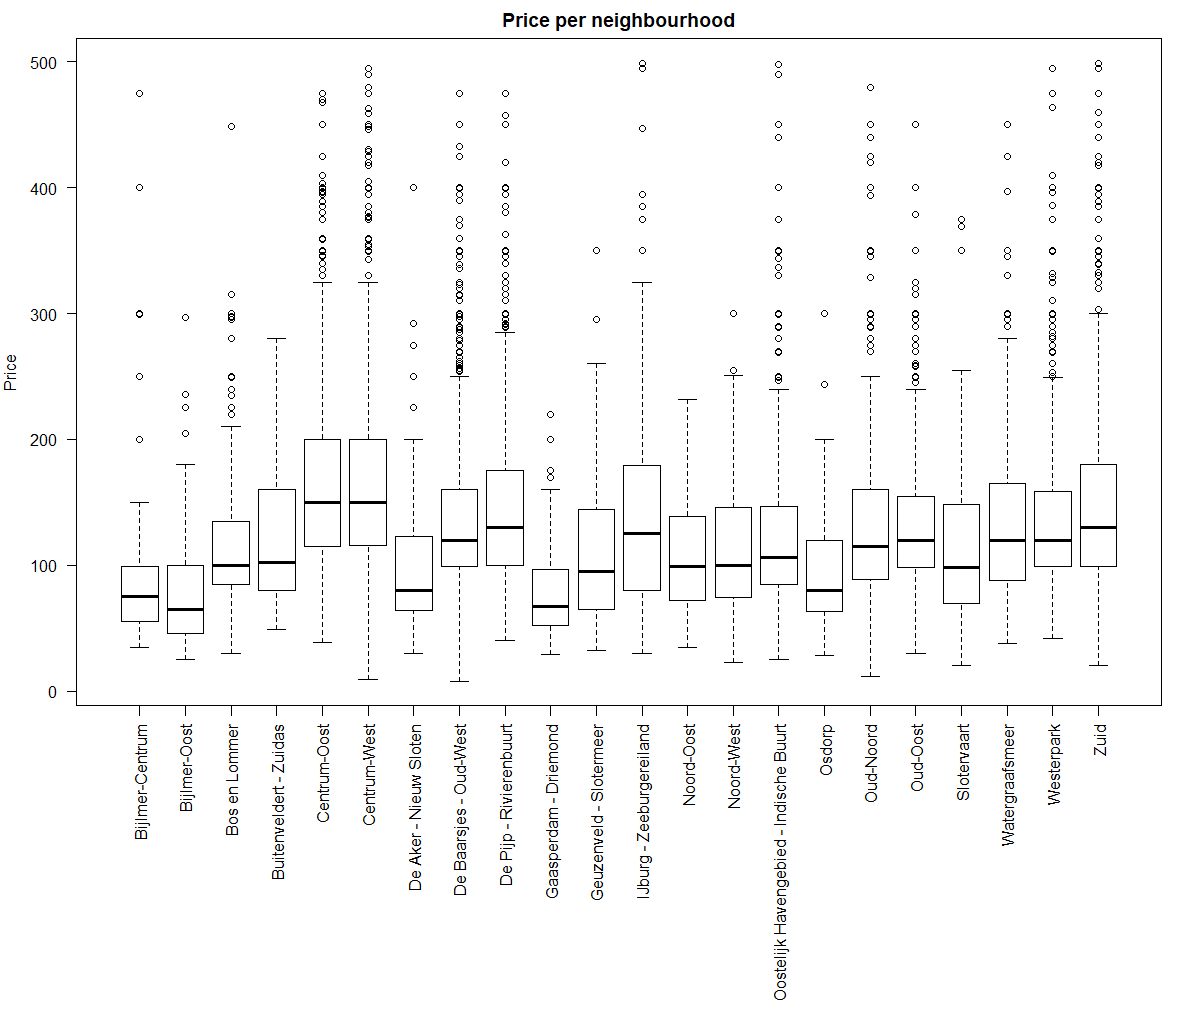 Price per neighbourhood
Price
500
400
300
200
100
0
Bijlmer-Centrum
Bijlmer-Oost
Bos en Lommer
Buitenveldert - Zuidas
Centrum-Oost
Centrum-West
De Aker - Nieuw Sloten
De Baarsjes - Oud-West
De Pijp - Rivierenbuurt
Gaasperdam - Driemond
Geuzenveld - Slotermeer
IJburg - Zeeburgereiland
Noord-Oost
Noord-West
Oostelijk Havengebied - Indische Buurt
Osdorp
Oud-Noord
Oud-Oost
Slotervaart
Watergraafsmeer
Westerpark
Zuid